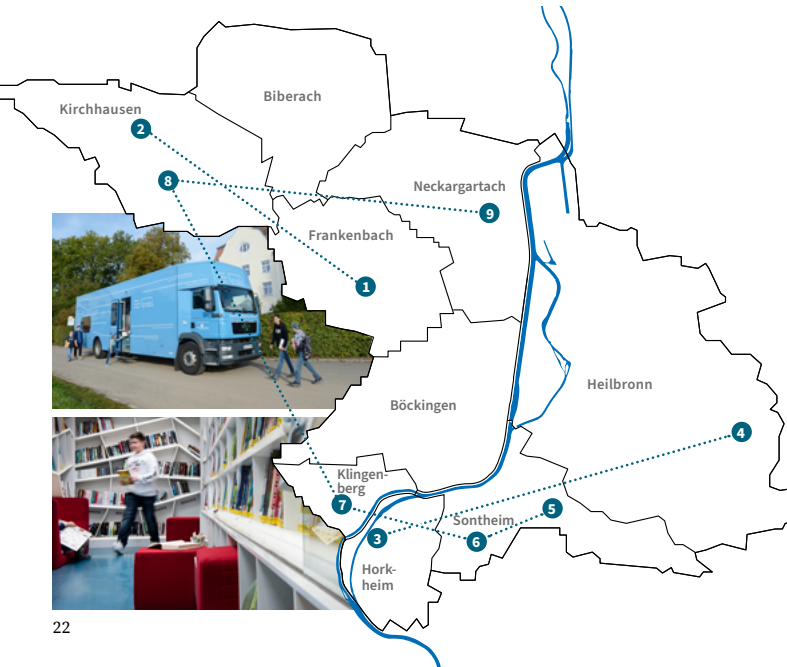 Biberach
Kirchhausen
2
8
Neckargartach
9
Frankenbach
1
Heilbronn
Böckingen
4
Klingen-
berg
7
5
Sontheim
3
6
Hork-
heim
22